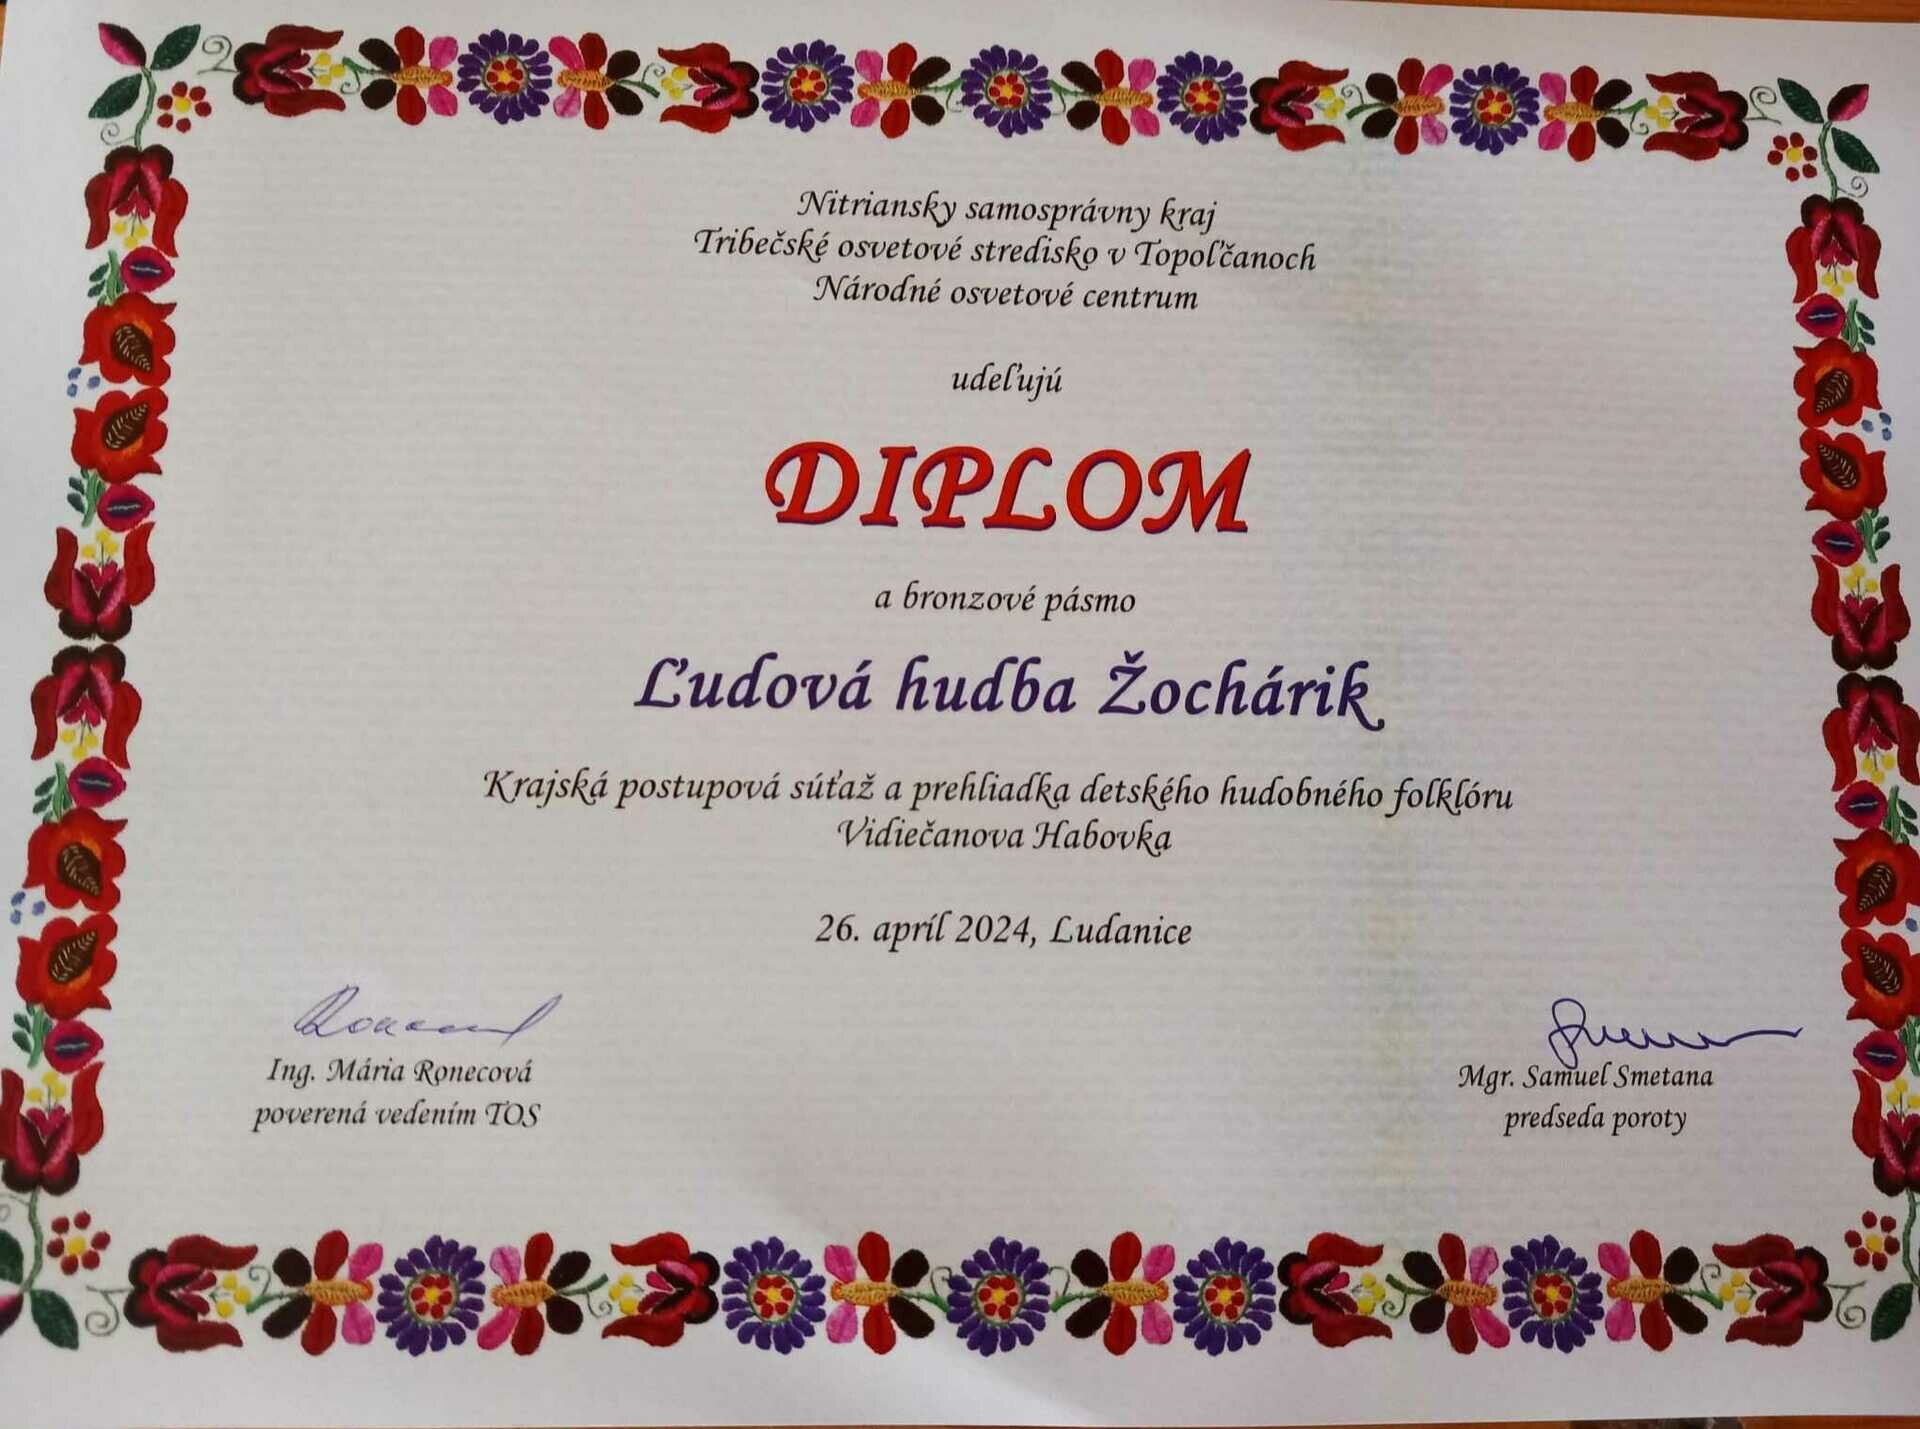 Nitriansky samosprávny kraj
Tribečské osvetové stredisko v Topoľčanoch
Národné osvetové centrum
udeľujú
DIPLOM
a bronzové pásmo
Ľudová hudba Žochárik
Krajská postupová súťaž a prehliadka detského hudobného folklóru
Vidiečanova Habovka
26. apríl 2024, Ludanice
Ing. Mária Ronecová
poverená vedením TOS
Mgr. Samuel Smetana
predseda poroty